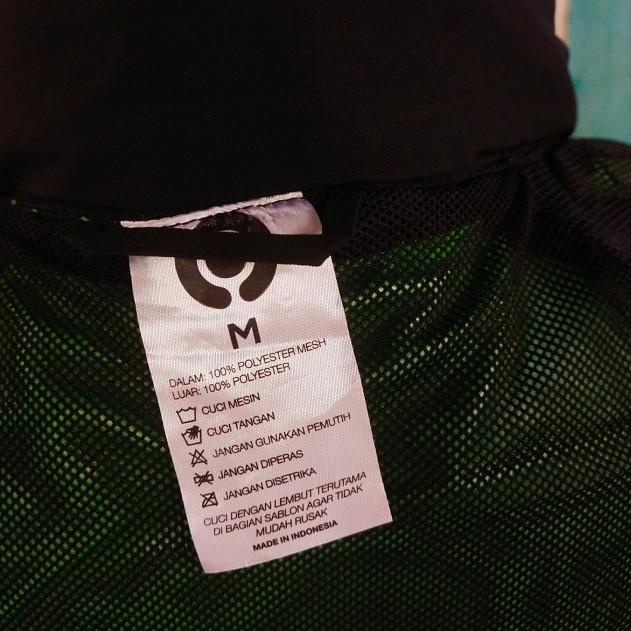 M
DALAM: 100% POLYESTER MESH
LUAR: 100% POLYESTER
CUCI MESIN
CUCI TANGAN
JANGAN GUNAKAN PEMUTIH
JANGAN DIPERAS
JANGAN DISETRIKA
CUCI DENGAN LEMBUT TERUTAMA
DI BAGIAN SABLON AGAR TIDAK
MUDAH RUSAK
MADE IN INDONESIA